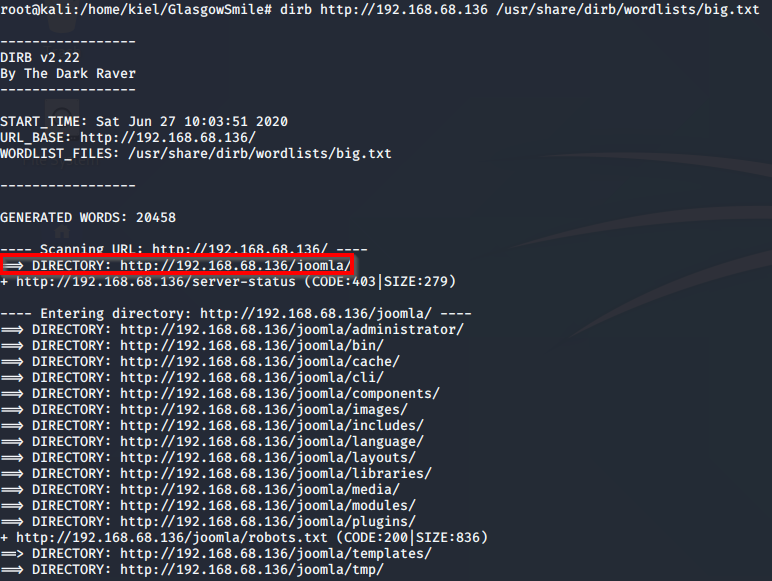 root@kali:/home/kiel/GlasgowSmile# dirb http://192.168.68.136 /usr/share/dirb/wordlists/big.txt
-----------------
DIRB v2.22
By The Dark Raver
-----------------
START_TIME: Sat Jun 27 10:03:51 2020
URL_BASE: http://192.168.68.136/
WORDLIST_FILES: /usr/share/dirb/wordlists/big.txt
-----------------
GENERATED WORDS: 20458
---- Scanning URL: http://192.168.68.136/ ----
==> DIRECTORY: http://192.168.68.136/joomla/
+ http://192.168.68.136/server-status (CODE:403|SIZE:279)
---- Entering directory: http://192.168.68.136/joomla/ ----
==> DIRECTORY: http://192.168.68.136/joomla/administrator/
==> DIRECTORY: http://192.168.68.136/joomla/bin/
==> DIRECTORY: http://192.168.68.136/joomla/cache/
==> DIRECTORY: http://192.168.68.136/joomla/cli/
==> DIRECTORY: http://192.168.68.136/joomla/components/
==> DIRECTORY: http://192.168.68.136/joomla/images/
==> DIRECTORY: http://192.168.68.136/joomla/includes/
==> DIRECTORY: http://192.168.68.136/joomla/language/
==> DIRECTORY: http://192.168.68.136/joomla/layouts/
==> DIRECTORY: http://192.168.68.136/joomla/libraries/
==> DIRECTORY: http://192.168.68.136/joomla/media/
==> DIRECTORY: http://192.168.68.136/joomla/modules/
==> DIRECTORY: http://192.168.68.136/joomla/plugins/
+ http://192.168.68.136/joomla/robots.txt (CODE:200|SIZE:836)
==> DIRECTORY: http://192.168.68.136/joomla/templates/
==> DIRECTORY: http://192.168.68.136/joomla/tmp/